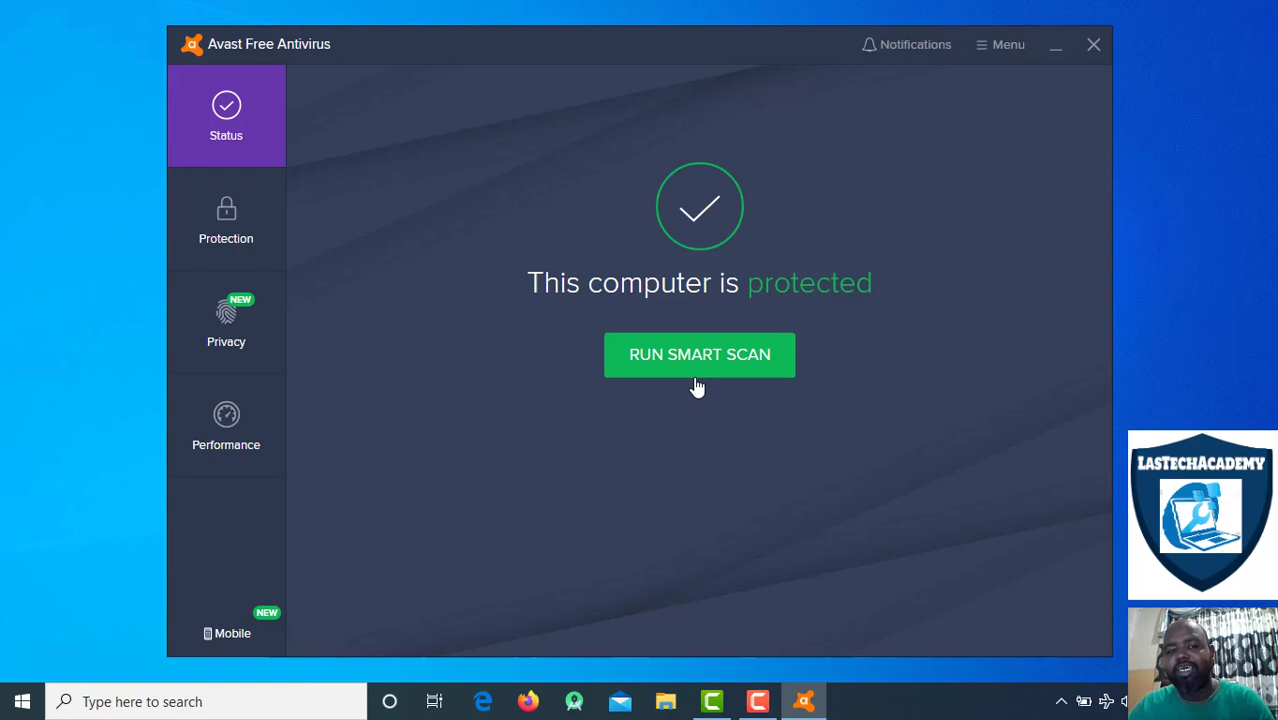 Avast Free Antivirus
Notifications
Menu
Status
Protection
NEW
Privacy
Performance
NEW
Mobile
This computer is protected
RUN SMART SCAN
LASTECHACADEMY
Type here to search